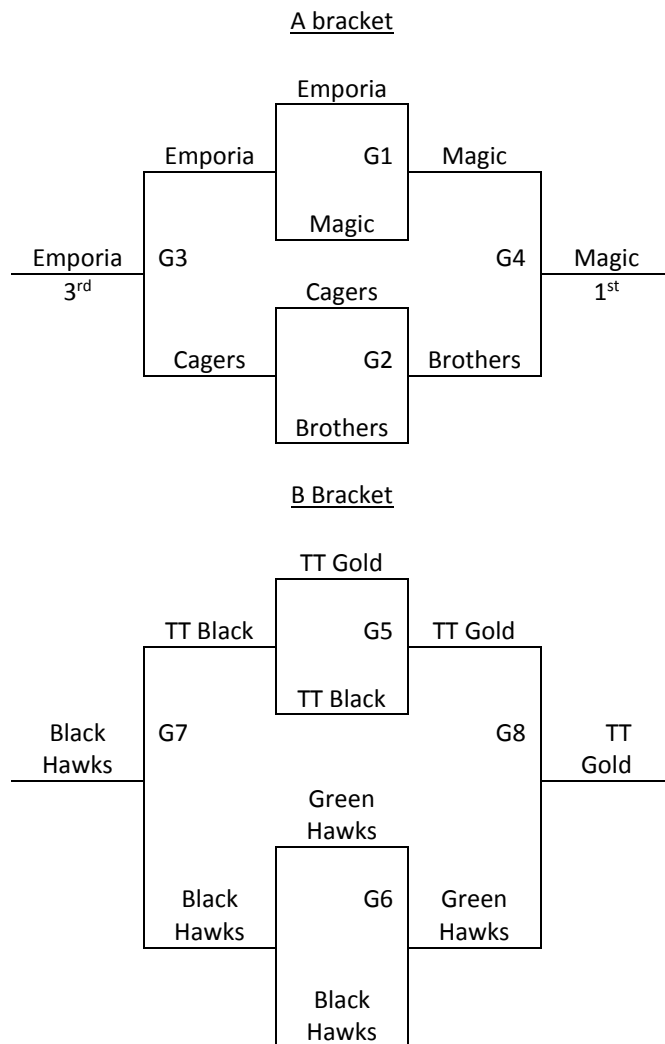 A bracket
Emporia
Emporia G1 Magic
Magic
Emporia G3 G4 Magic
3rd Cagers 1st
Cagers G2 Brothers
Brothers
B Bracket
TT Gold
TT Black G5 TT Gold
TT Black
Black G7 G8 TT
Hawks Gold
Green
Hawks
Black G6 Green
Hawks Hawks
Black
Hawks